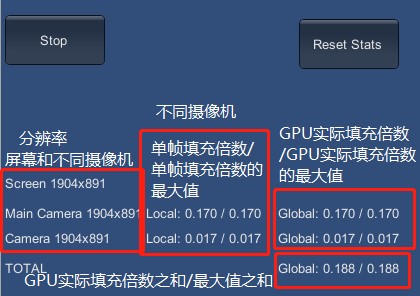 Stop
Reset Stats
不同摄像机
分辨率
屏幕和不同摄像机
单帧填充倍数/
单帧填充倍数的
最大值
GPU实际填充倍数
/GPU实际填充倍数
的最大值
Screen 1904x891
Main Camera 1904x891 Local: 0.170 / 0.170 Global: 0.170 / 0.170
Camera 1904x891 Local: 0.017 / 0.017 Global: 0.017 / 0.017
TOTAL Global: 0.188 / 0.188
GPU实际填充倍数之和/最大值之和